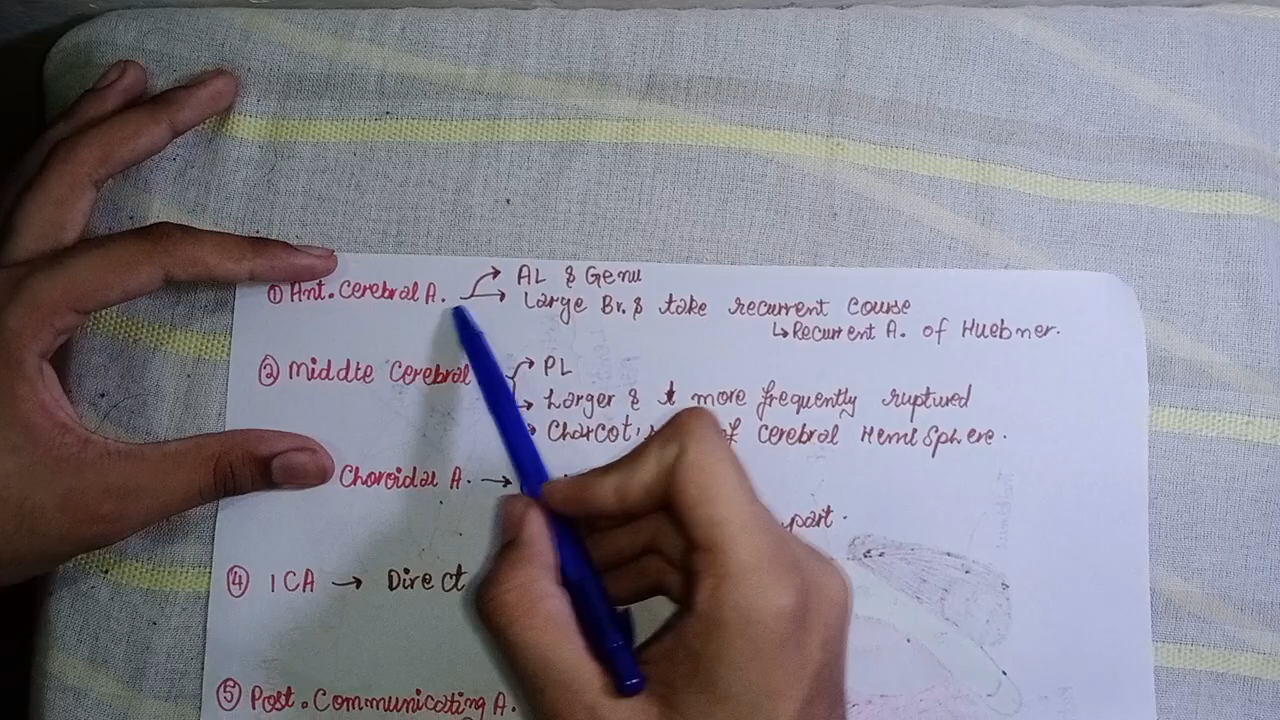 ① Ant. Cerebral A. → AL & Genu
→ Large Br. & take recurrent course
↳ Recurrent A. of Huebner.
② Middle Cerebral → PL
→ Larger & more frequently ruptured
Charcot's of cerebral Hemisphere.
Choroidal A. →
part.
④ ICA → Direct
⑤ Post. Communicating A.